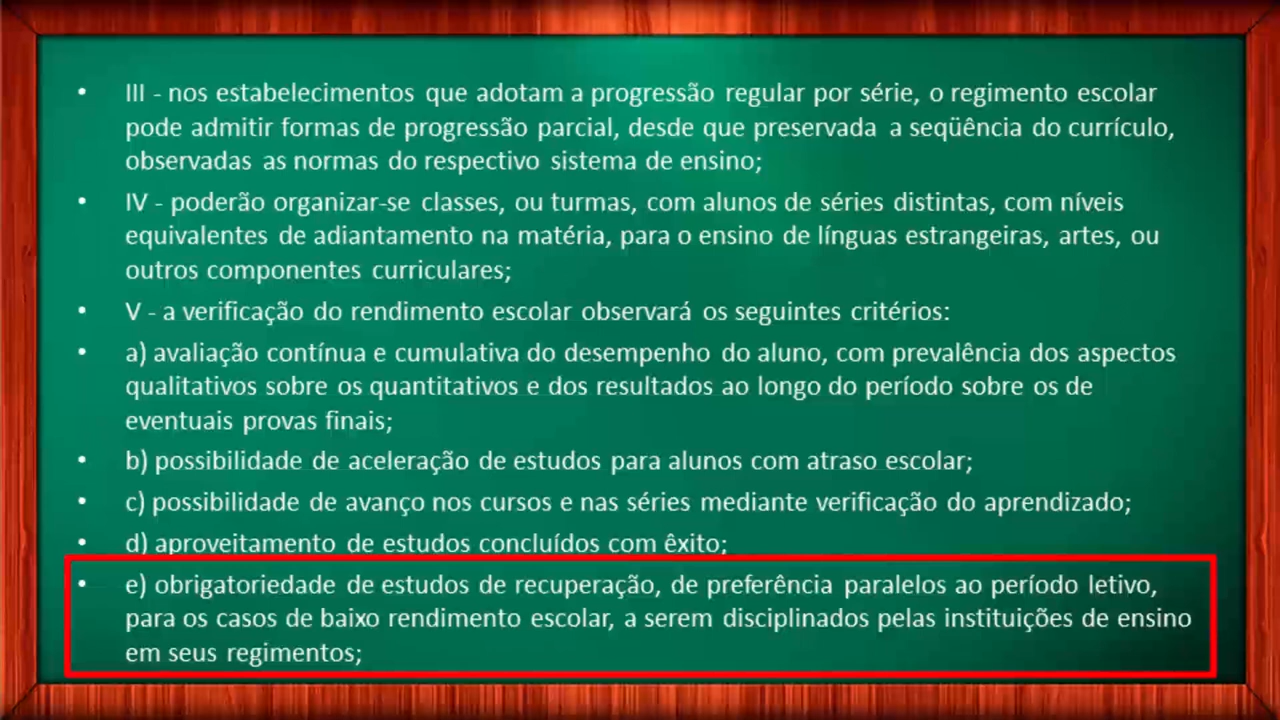 • III - nos estabelecimentos que adotam a progressão regular por série, o regimento escolar
pode admitir formas de progressão parcial, desde que preservada a seqüência do currículo,
observadas as normas do respectivo sistema de ensino;
• IV - poderão organizar-se classes, ou turmas, com alunos de séries distintas, com níveis
equivalentes de adiantamento na matéria, para o ensino de línguas estrangeiras, artes, ou
outros componentes curriculares;
• V - a verificação do rendimento escolar observará os seguintes critérios:
• a) avaliação contínua e cumulativa do desempenho do aluno, com prevalência dos aspectos
qualitativos sobre os quantitativos e dos resultados ao longo do período sobre os de
eventuais provas finais;
• b) possibilidade de aceleração de estudos para alunos com atraso escolar;
• c) possibilidade de avanço nos cursos e nas séries mediante verificação do aprendizado;
• d) aproveitamento de estudos concluídos com êxito;
• e) obrigatoriedade de estudos de recuperação, de preferência paralelos ao período letivo,
para os casos de baixo rendimento escolar, a serem disciplinados pelas instituições de ensino
em seus regimentos;